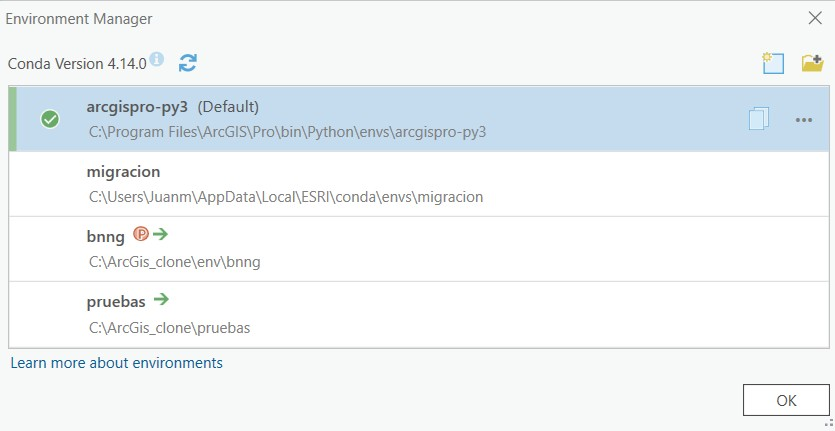 Environment Manager
Conda Version 4.14.0
arcgispro-py3 (Default)
C:\Program Files\ArcGIS\Pro\bin\Python\envs\arcgispro-py3
migracion
C:\Users\Juanm\AppData\Local\ESRI\conda\envs\migracion
bnng P
C:\ArcGis_clone\env\bnng
pruebas
C:\ArcGis_clone\pruebas
Learn more about environments
OK